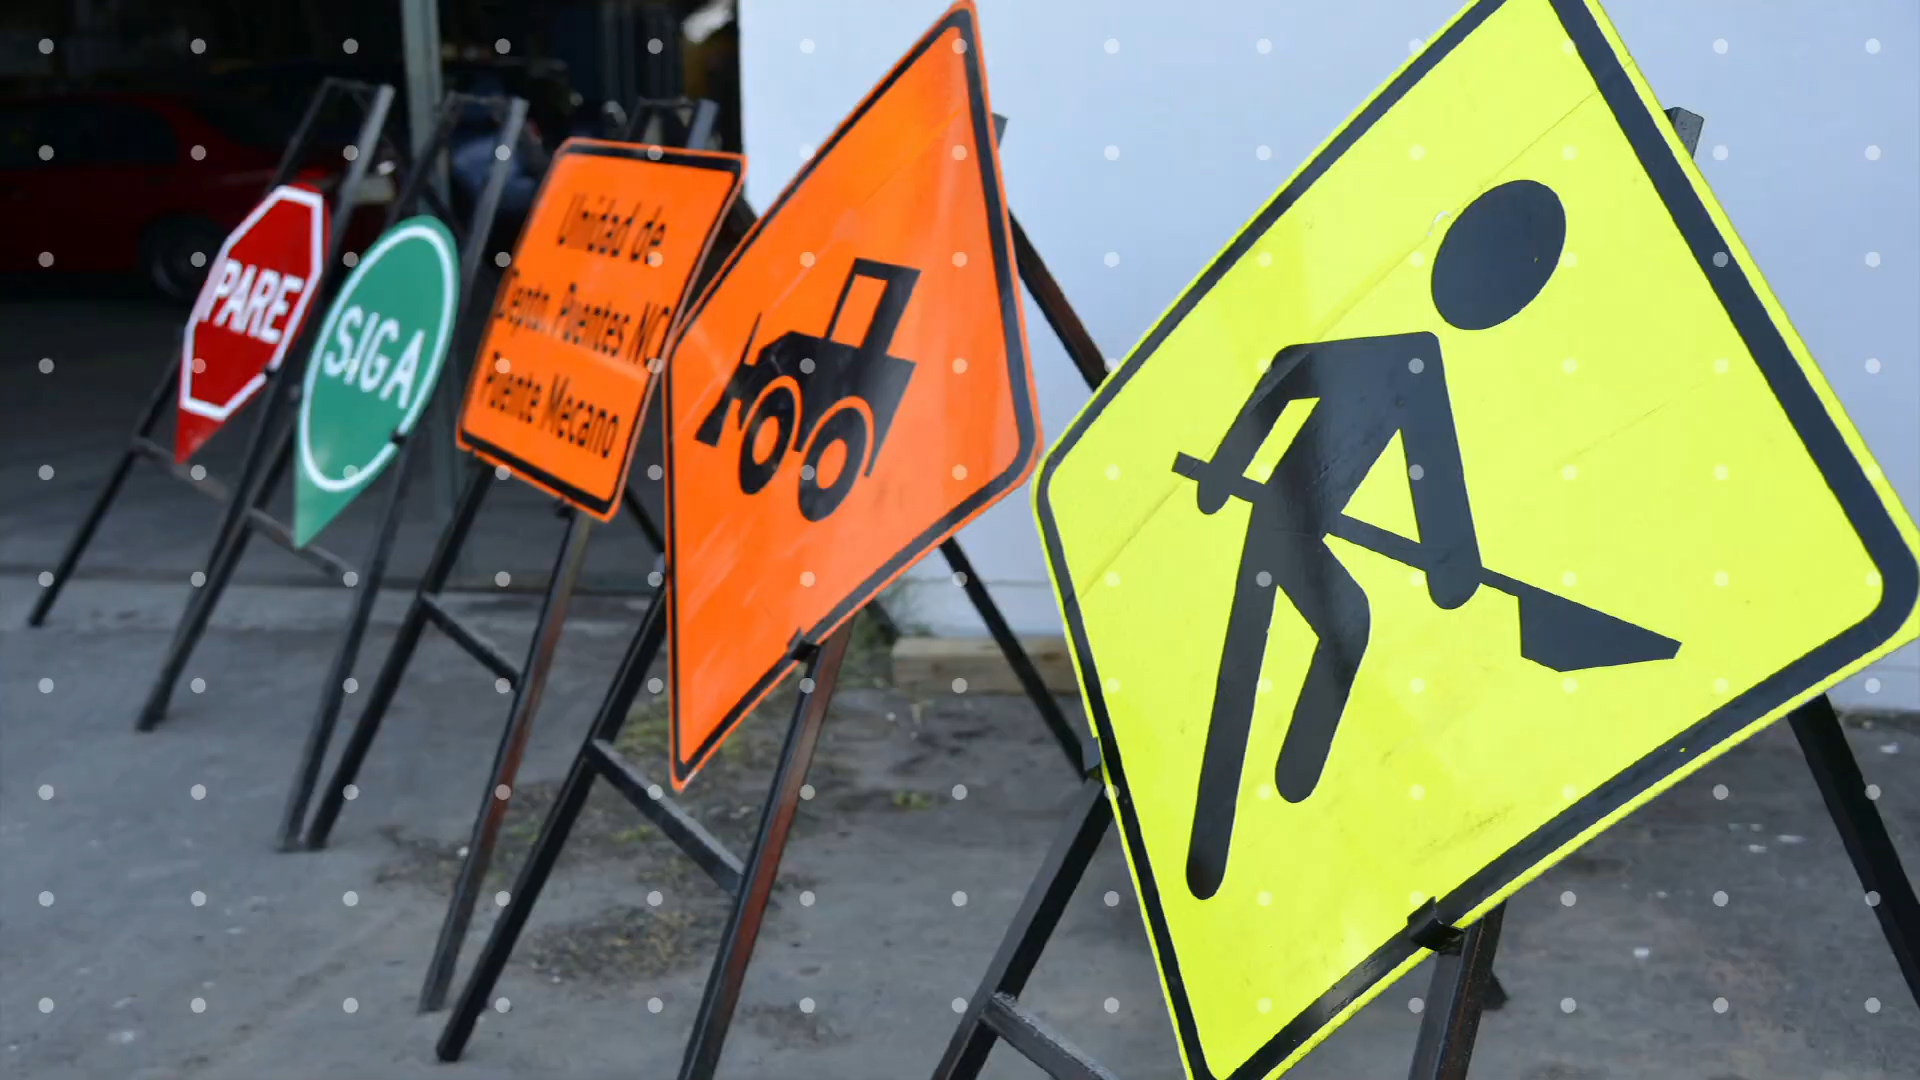 PARE
SIGA
Unidad de
Depto. Puentes NC
Puente Mecano